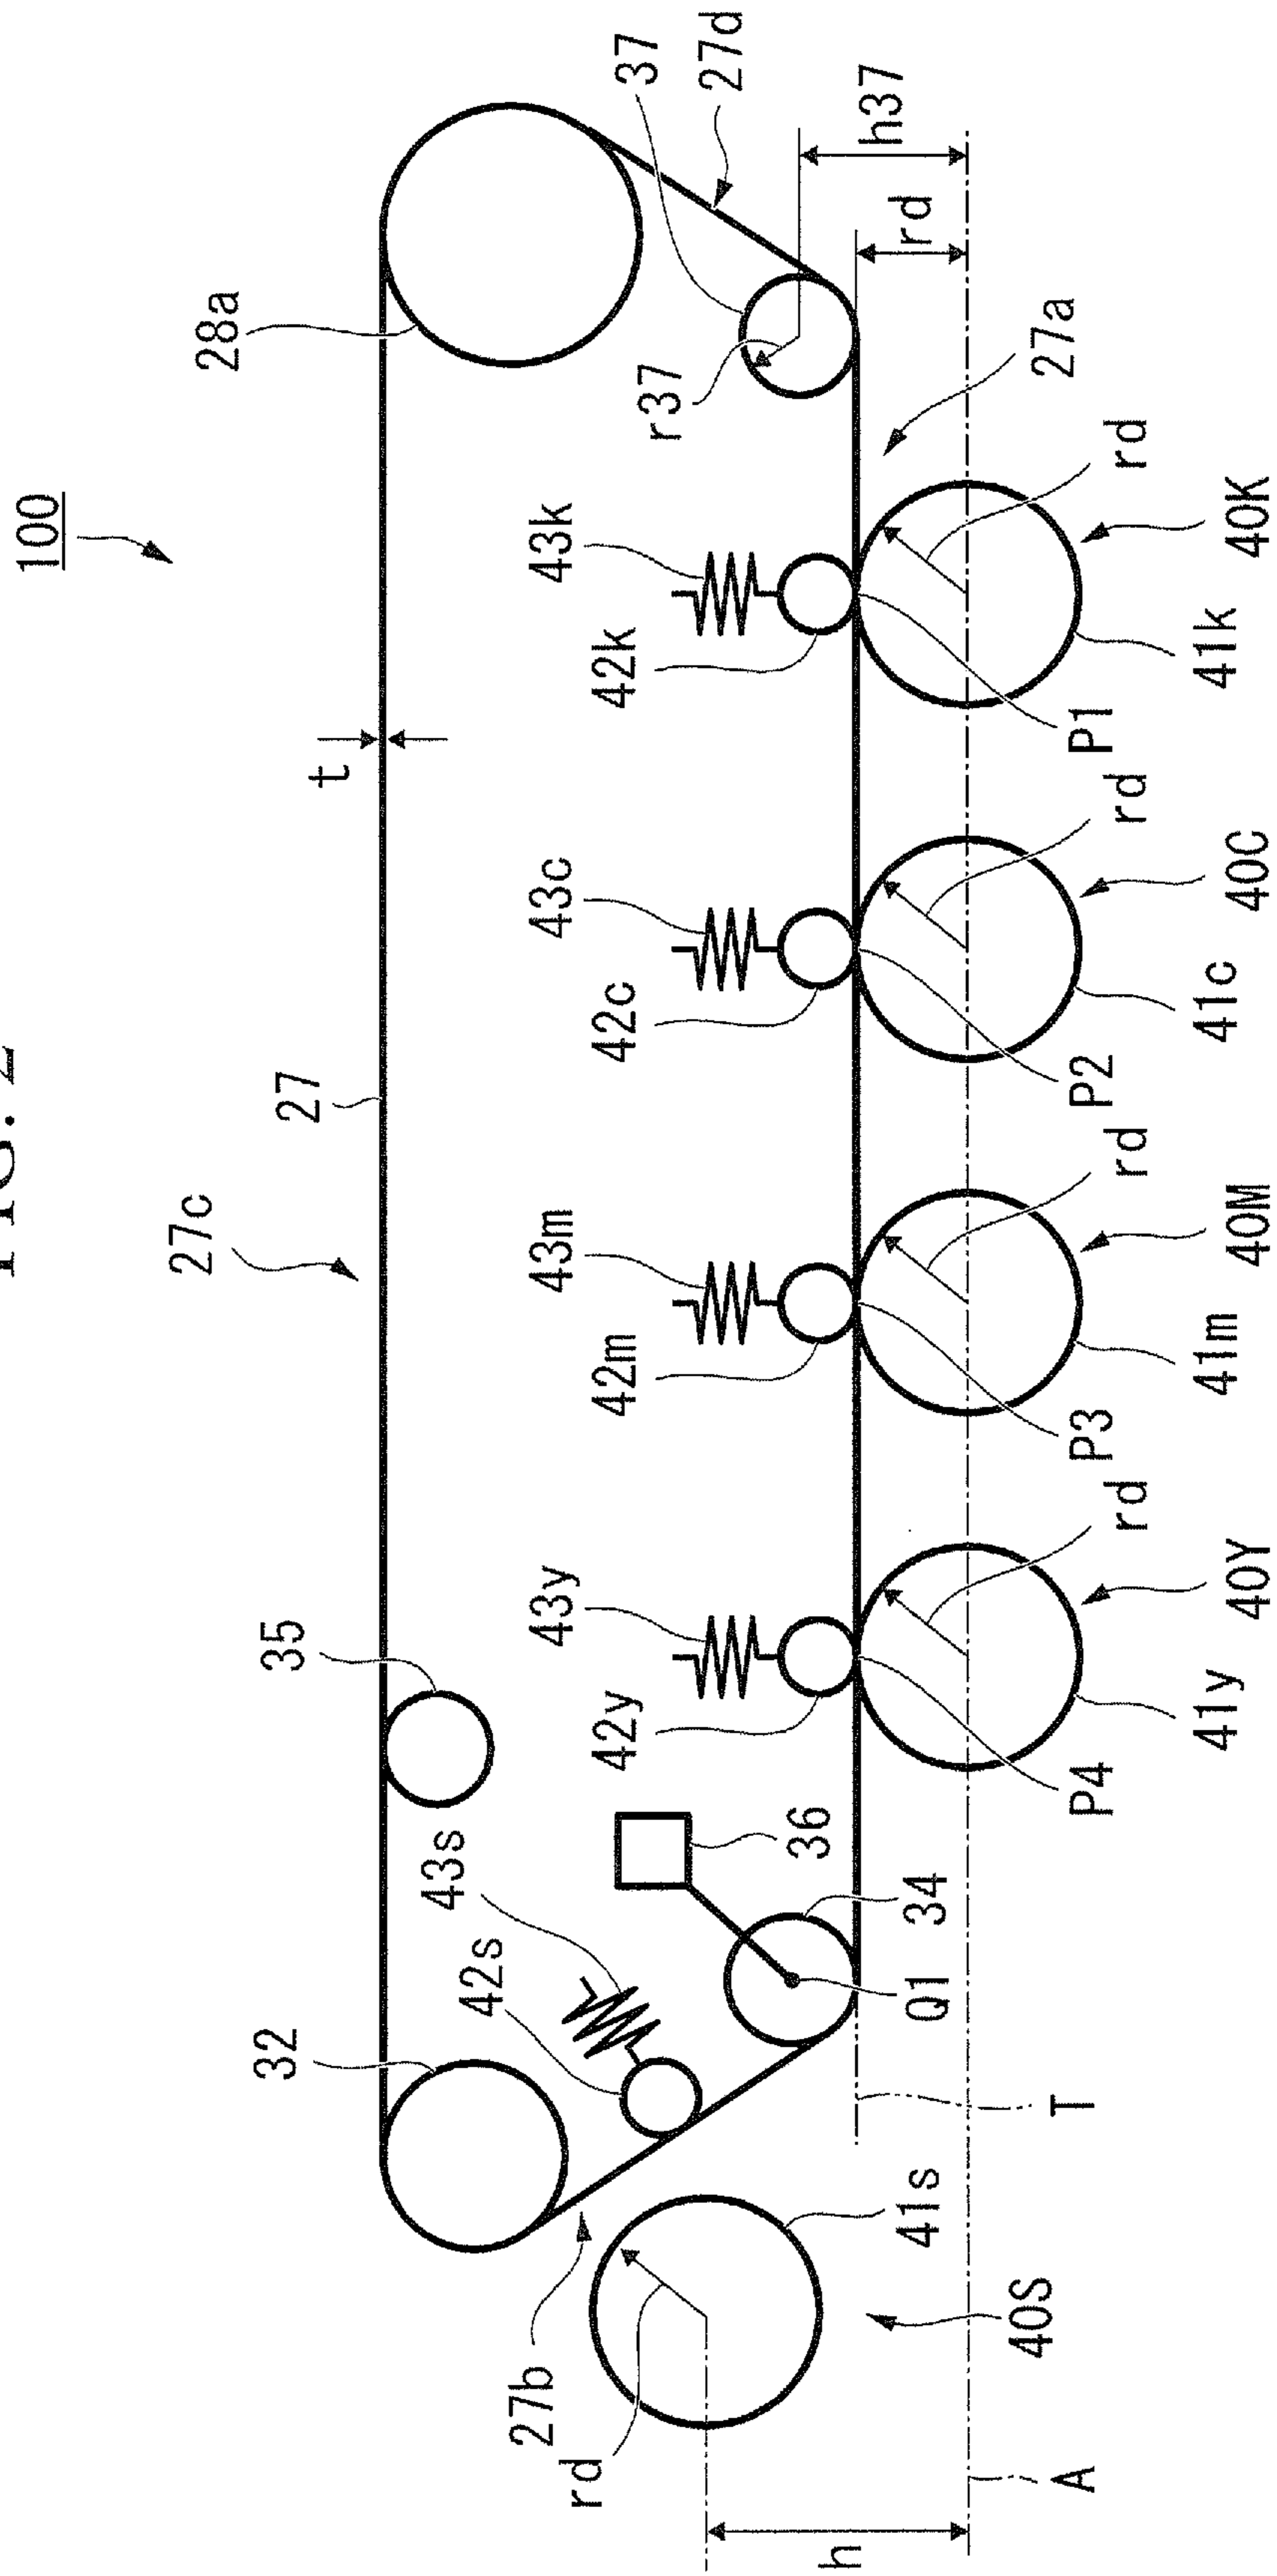 FIG. 2
100
28a
37
27d
h37
rd
r37
27a
t
43k
42k
rd
40K
41k
P1
27
27c
43c
42c
rd
40C
41c
P2
43m
42m
rd
40M
41m
P3
35
43y
42y
rd
40Y
41y
P4
36
34
Q1
43s
42s
32
T
41s
40S
27b
rd
A
h